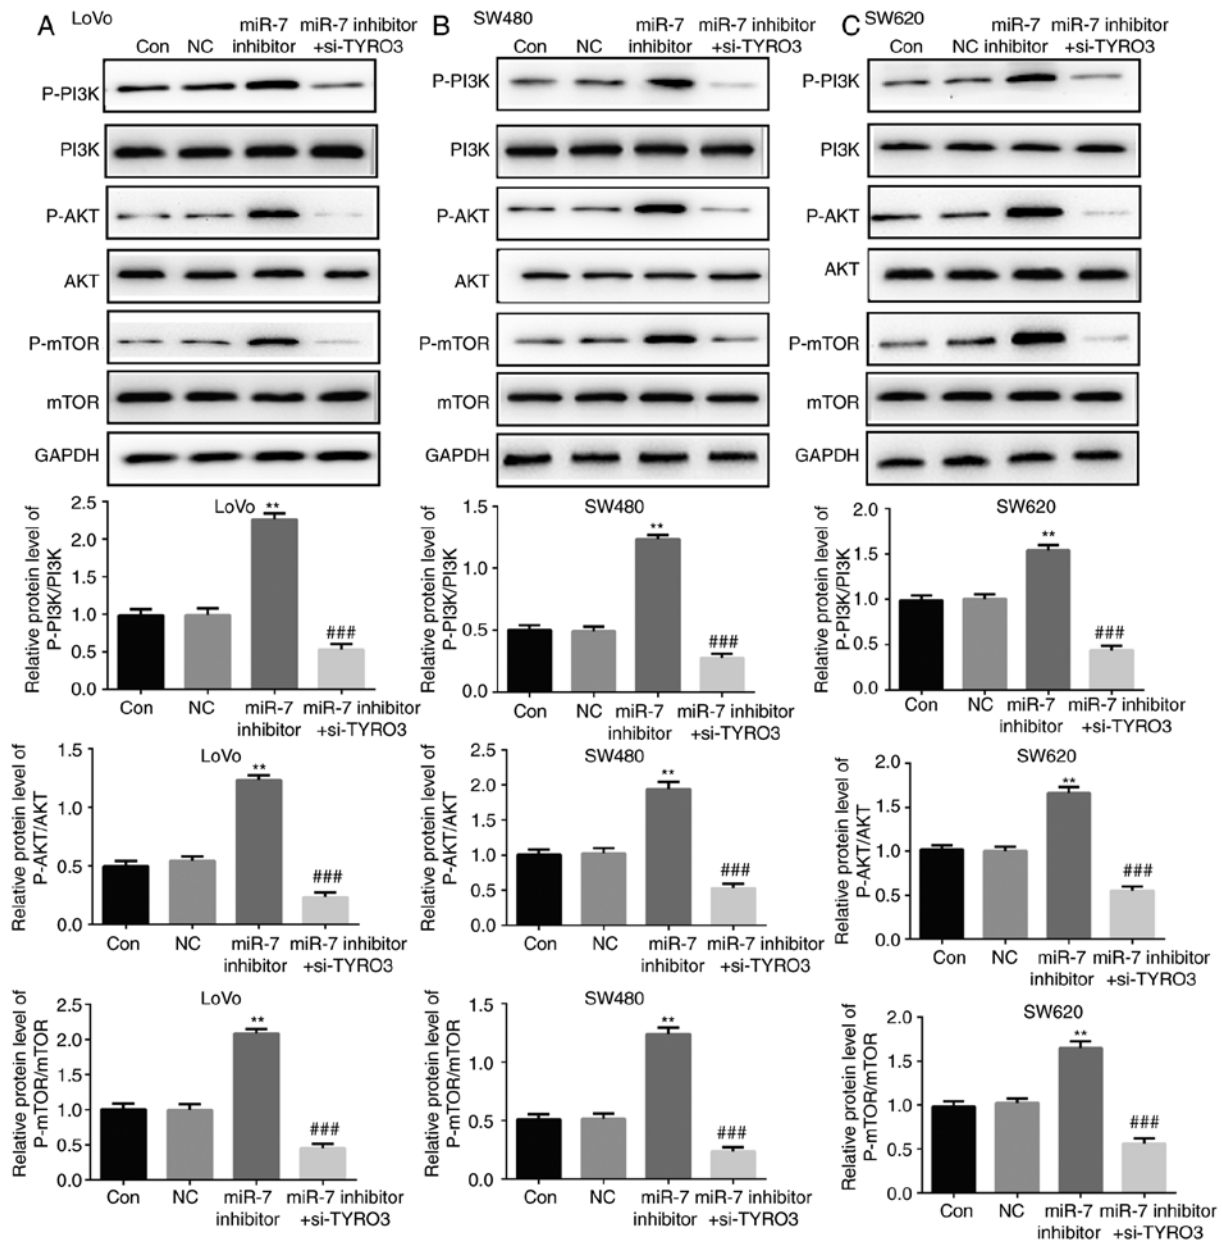 A LoVo
Con NC miR-7 inhibitor miR-7 inhibitor +si-TYRO3
P-PI3K
PI3K
P-AKT
AKT
P-mTOR
mTOR
GAPDH
B SW480
Con NC miR-7 inhibitor miR-7 inhibitor +si-TYRO3
P-PI3K
PI3K
P-AKT
AKT
P-mTOR
mTOR
GAPDH
C SW620
Con NC miR-7 inhibitor miR-7 inhibitor +si-TYRO3
P-PI3K
PI3K
P-AKT
AKT
P-mTOR
mTOR
GAPDH
LoVo
Relative protein level of
P-PI3K/PI3K
2.5
2.0
1.5
1.0
0.5
0.0
**
###
Con NC miR-7 miR-7 inhibitor
inhibitor +si-TYRO3
SW480
Relative protein level of
P-PI3K/PI3K
1.5
1.0
0.5
0.0
**
###
Con NC miR-7 miR-7 inhibitor
inhibitor +si-TYRO3
SW620
Relative protein level of
P-PI3K/PI3K
2.0
1.5
1.0
0.5
0.0
**
###
Con NC miR-7 miR-7 inhibitor
inhibitor +si-TYRO3
LoVo
Relative protein level of
P-AKT/AKT
1.5
1.0
0.5
0.0
**
###
Con NC miR-7 miR-7 inhibitor
inhibitor +si-TYRO3
SW480
Relative protein level of
P-AKT/AKT
2.5
2.0
1.5
1.0
0.5
0.0
**
###
Con NC miR-7 miR-7 inhibitor
inhibitor +si-TYRO3
SW620
Relative protein level of
P-AKT/AKT
2.0
1.5
1.0
0.5
0.0
**
###
Con NC miR-7 miR-7 inhibitor
inhibitor +si-TYRO3
LoVo
Relative protein level of
P-mTOR/mTOR
2.5
2.0
1.5
1.0
0.5
0.0
**
###
Con NC miR-7 miR-7 inhibitor
inhibitor +si-TYRO3
SW480
Relative protein level of
P-mTOR/mTOR
1.5
1.0
0.5
0.0
**
###
Con NC miR-7 miR-7 inhibitor
inhibitor +si-TYRO3
SW620
Relative protein level of
P-mTOR/mTOR
2.0
1.5
1.0
0.5
0.0
**
###
Con NC miR-7 miR-7 inhibitor
inhibitor +si-TYRO3